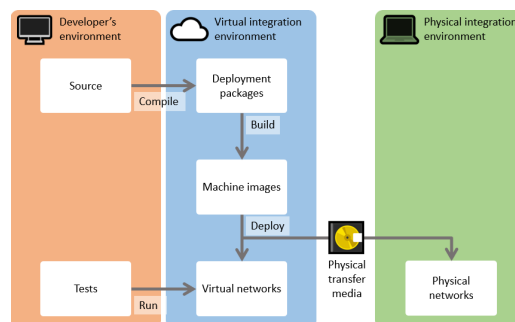 Developer's
environment
Virtual integration
environment
Physical integration
environment
Source
Compile
Deployment
packages
Build
Machine images
Deploy
Physical
transfer
media
Tests
Run
Virtual networks
Physical
networks